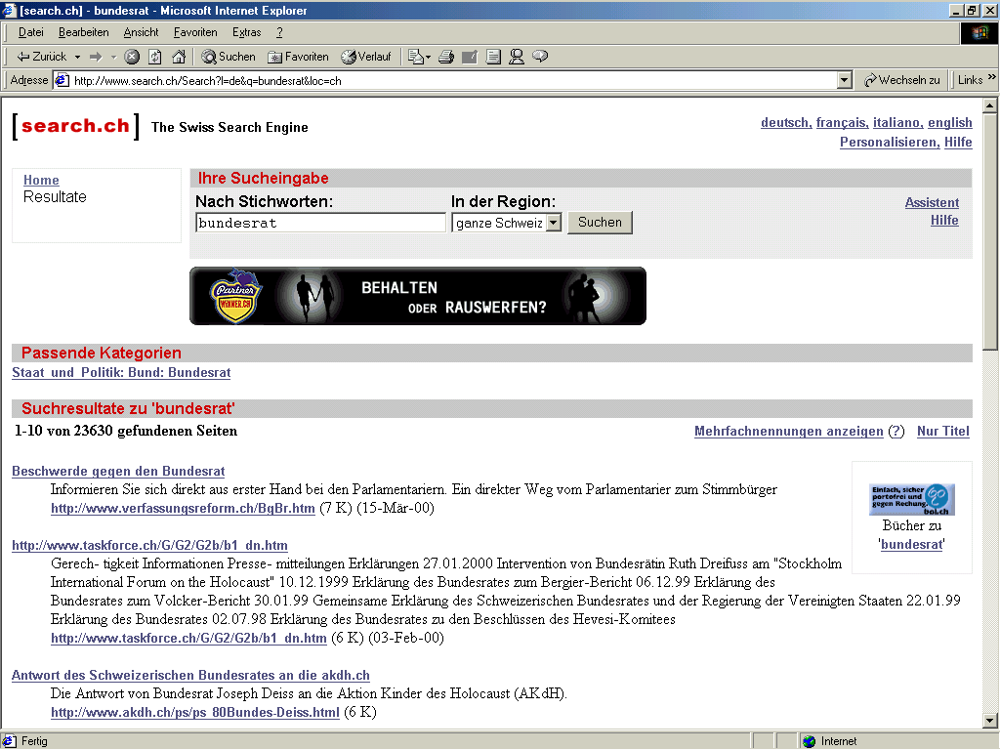 [search.ch] - bundesrat - Microsoft Internet Explorer
Datei Bearbeiten Ansicht Favoriten Extras ?
Zurück Suchen Favoriten Verlauf
Adresse http://www.search.ch/Search?l=de&q=bundesrat&loc=ch Wechseln zu Links »
[search.ch] The Swiss Search Engine
deutsch, français, italiano, english
Personalisieren, Hilfe
Home
Resultate
Ihre Sucheingabe
Nach Stichworten: In der Region:
bundesrat ganze Schweiz Suchen
Assistent
Hilfe
Partner
WINNER.CH
BEHALTEN
ODER RAUSWERFEN?
Passende Kategorien
Staat und Politik: Bund: Bundesrat
Suchresultate zu 'bundesrat'
1-10 von 23630 gefundenen Seiten
Mehrfachnennungen anzeigen (?) Nur Titel
Beschwerde gegen den Bundesrat
Informieren Sie sich direkt aus erster Hand bei den Parlamentariern. Ein direkter Weg vom Parlamentarier zum Stimmbürger
http://www.verfassungsreform.ch/BgBr.htm (7 K) (15-Mär-00)
Einfach, sicher
portofrei und
gegen Rechnung.
bol.ch
Bücher zu
'bundesrat'
http://www.taskforce.ch/G/G2/G2b/b1_dn.htm
Gerech- tigkeit Informationen Presse- mitteilungen Erklärungen 27.01.2000 Intervention von Bundesrätin Ruth Dreifuss am "Stockholm
International Forum on the Holocaust" 10.12.1999 Erklärung des Bundesrates zum Bergier-Bericht 06.12.99 Erklärung des
Bundesrates zum Volcker-Bericht 30.01.99 Gemeinsame Erklärung des Schweizerischen Bundesrates und der Regierung der Vereinigten Staaten 22.01.99
Erklärung des Bundesrates 02.07.98 Erklärung des Bundesrates zu den Beschlüssen des Hevesi-Komitees
http://www.taskforce.ch/G/G2/G2b/b1_dn.htm (6 K) (03-Feb-00)
Antwort des Schweizerischen Bundesrates an die akdh.ch
Die Antwort von Bundesrat Joseph Deiss an die Aktion Kinder des Holocaust (AKdH).
http://www.akdh.ch/ps/ps_80Bundes-Deiss.html (6 K)
Fertig Internet